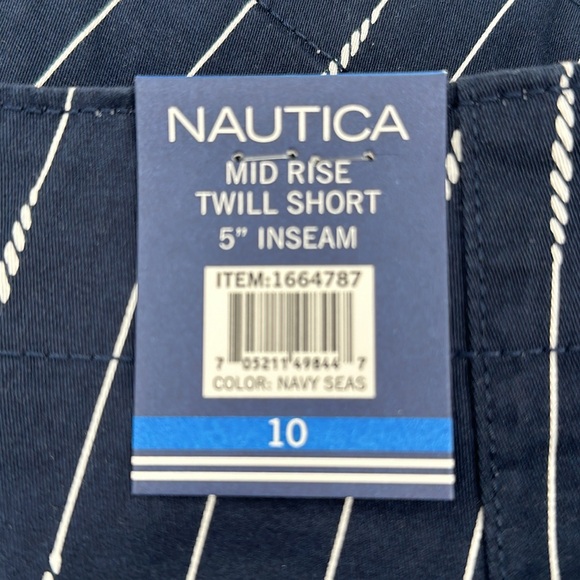 NAUTICA
MID RISE
TWILL SHORT
5” INSEAM
ITEM:1664787
7 05211 49844 7
COLOR: NAVY SEAS
10